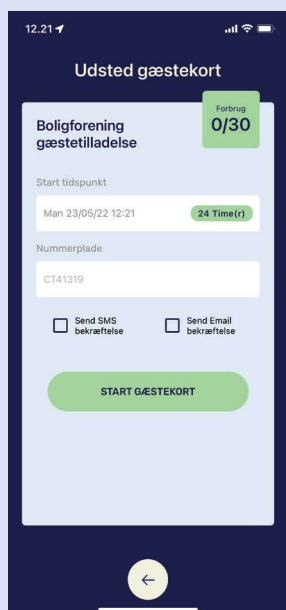 12.21
Udsted gæstekort
Forbrug
0/30
Boligforening
gæstetilladelse
Start tidspunkt
Man 23/05/22 12:21
24 Time(r)
Nummerplade
CT41319
Send SMS
bekræftelse
Send Email
bekræftelse
START GÆSTEKORT